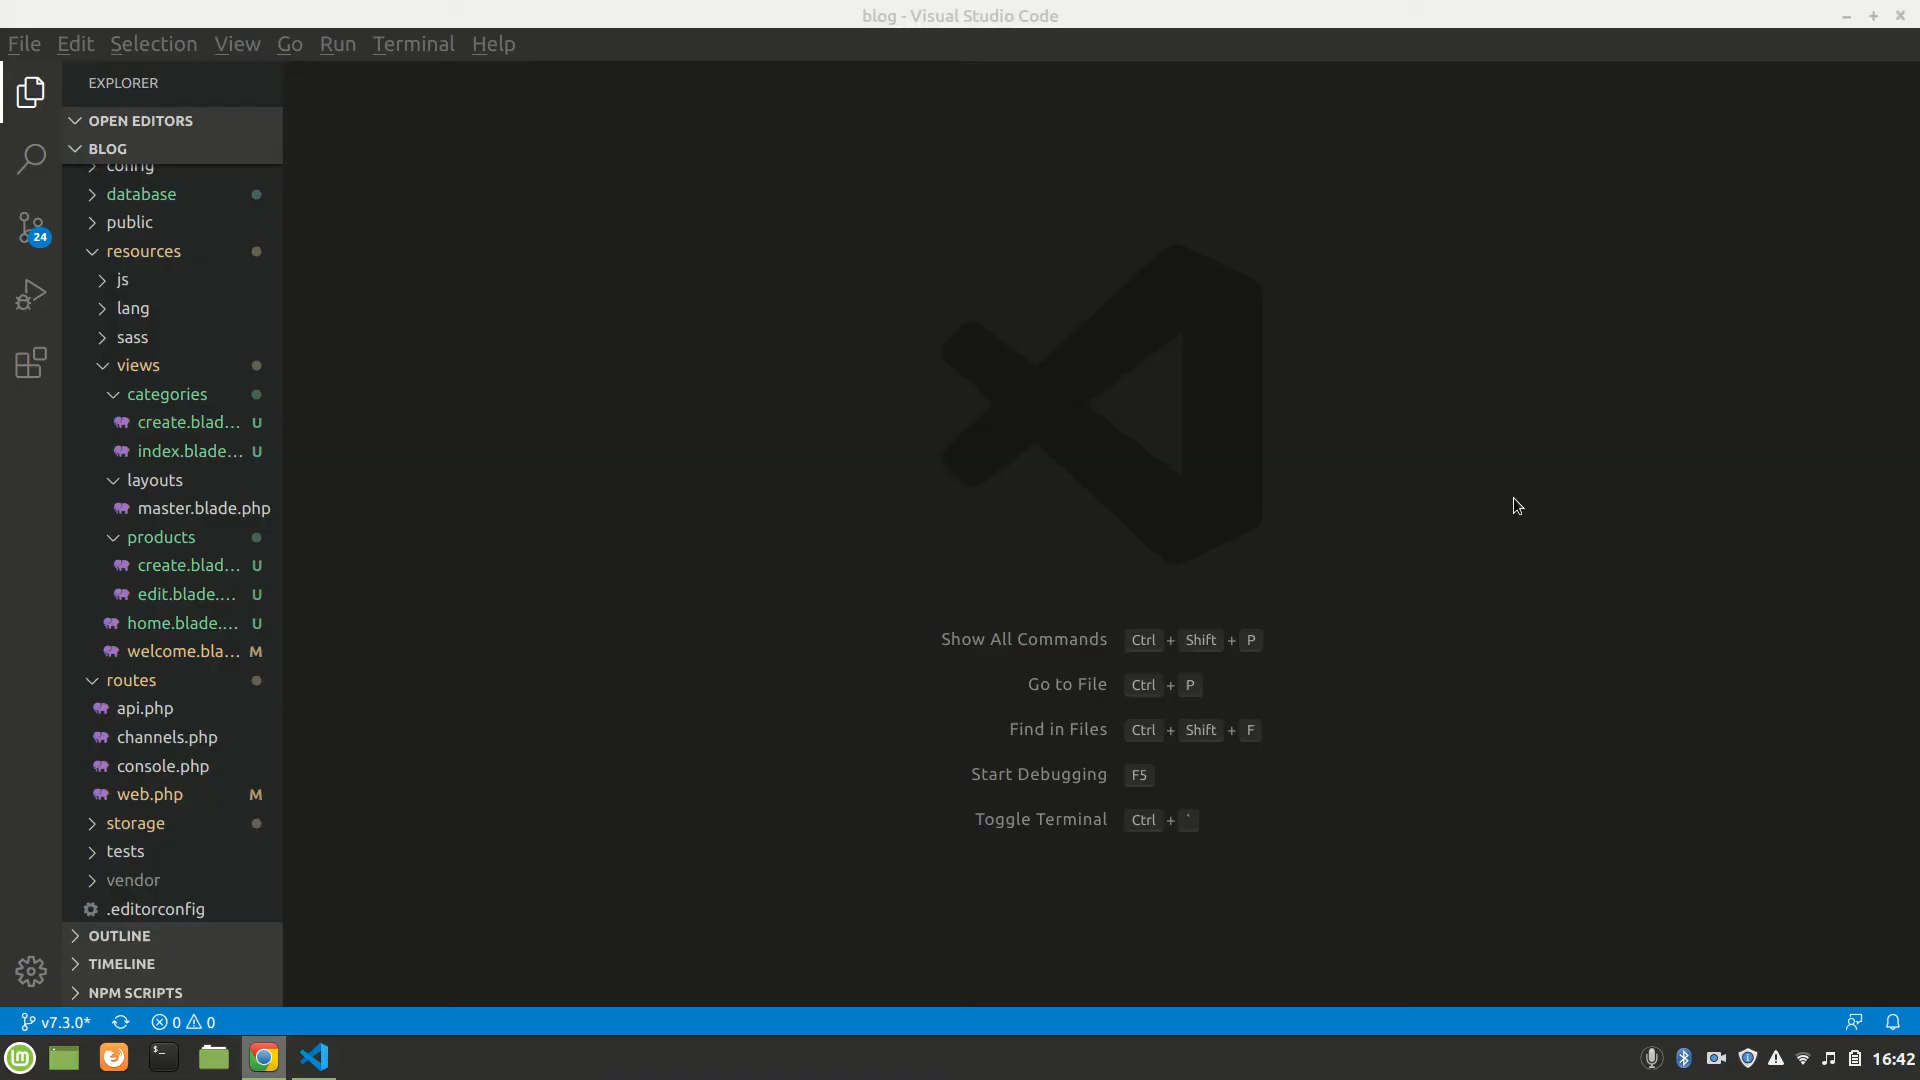 blog - Visual Studio Code
File Edit Selection View Go Run Terminal Help
EXPLORER
OPEN EDITORS
BLOG
config
database
public
resources
js
lang
sass
views
categories
create.blad... U
index.blade... U
layouts
master.blade.php
products
create.blad... U
edit.blade.... U
home.blade.... U
welcome.bla... M
routes
api.php
channels.php
console.php
web.php M
storage
tests
vendor
.editorconfig
OUTLINE
TIMELINE
NPM SCRIPTS
24
Show All Commands Ctrl + Shift + P
Go to File Ctrl + P
Find in Files Ctrl + Shift + F
Start Debugging F5
Toggle Terminal Ctrl + `
v7.3.0* 0 0
16:42